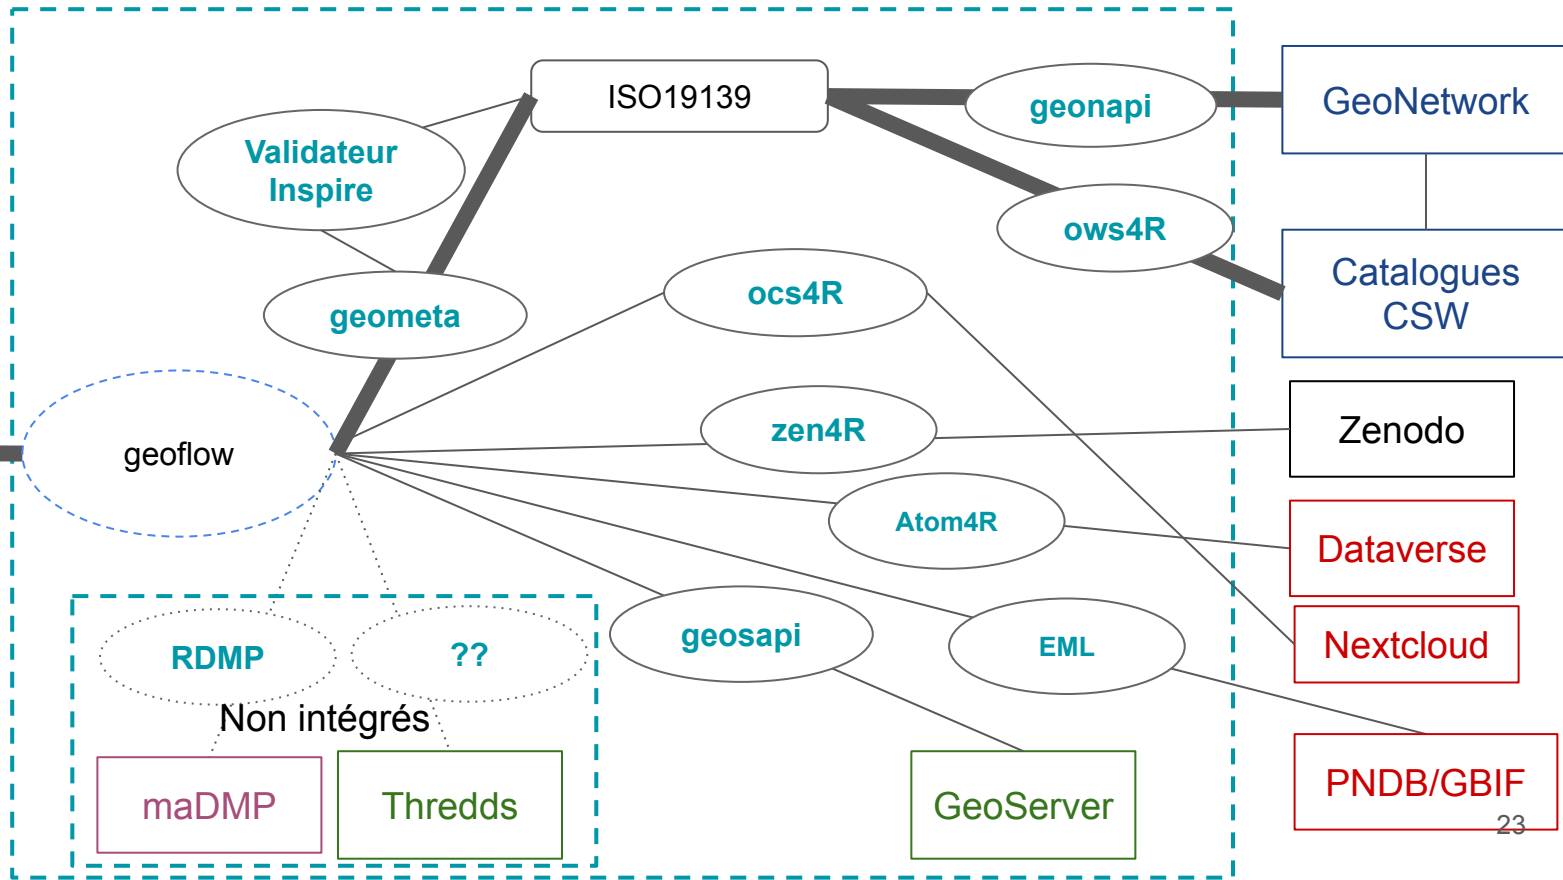 ISO19139
geonapi
GeoNetwork
Validateur
Inspire
ows4R
Catalogues
CSW
ocs4R
geometa
zen4R
Zenodo
geoflow
Atom4R
Dataverse
RDMP
??
geosapi
EML
Nextcloud
Non intégrés
maDMP
Thredds
GeoServer
PNDB/GBIF
23